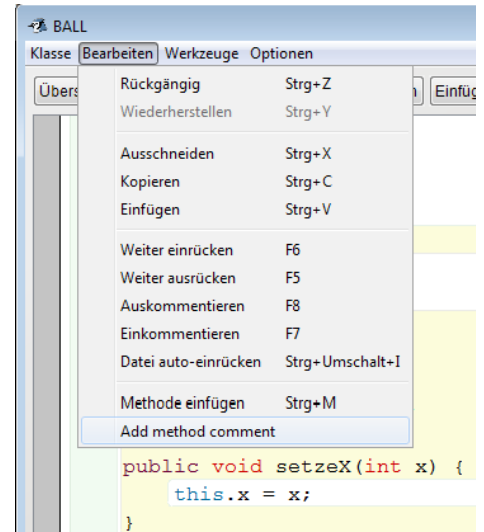 BALL
Klasse Bearbeiten Werkzeuge Optionen
Rückgängig Strg+Z
Wiederherstellen Strg+Y
Ausschneiden Strg+X
Kopieren Strg+C
Einfügen Strg+V
Weiter einrücken F6
Weiter ausrücken F5
Auskommentieren F8
Einkommentieren F7
Datei auto-einrücken Strg+Umschalt+I
Methode einfügen Strg+M
Add method comment
public void setzeX(int x) {
this.x = x;
}